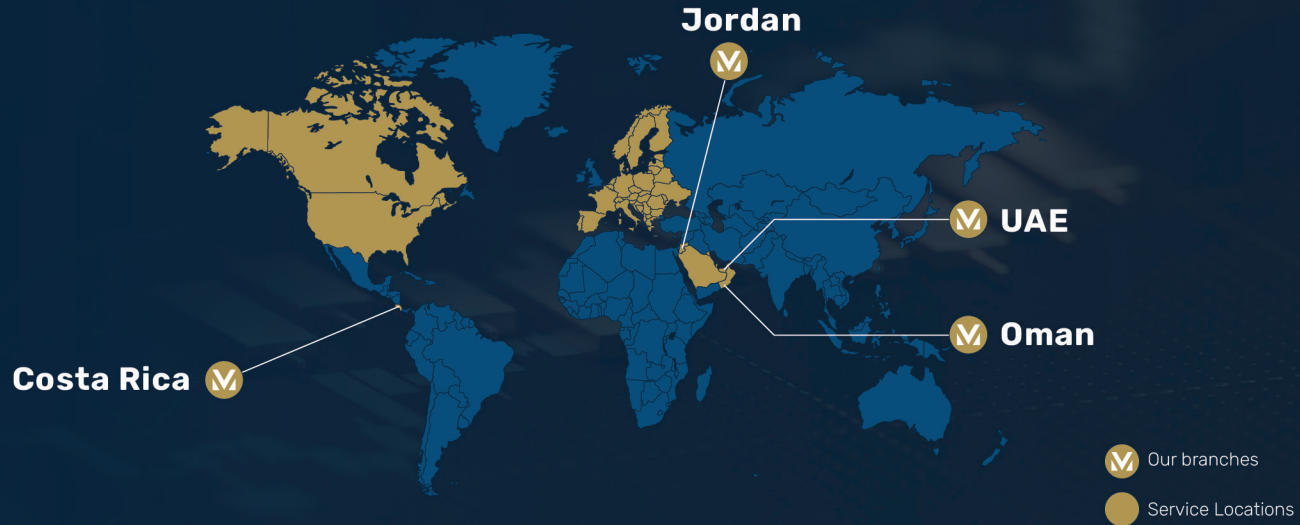 Jordan
UAE
Oman
Costa Rica
Our branches
Service Locations